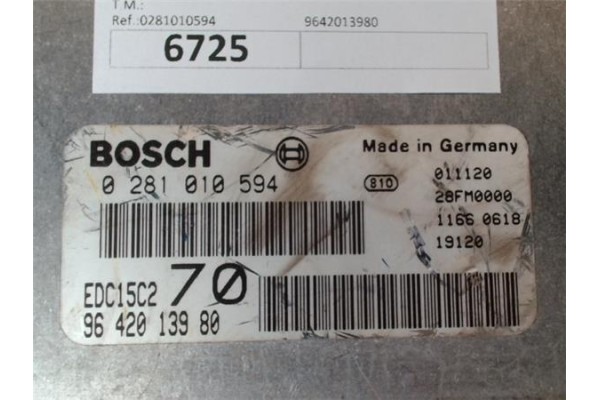 T M.:
Ref.:0281010594 9642013980
6725
BOSCH Made in Germany
0 281 010 594 810 011120
28FM0000
1166 0618
19120
EDC15C2 70
96 420 139 80